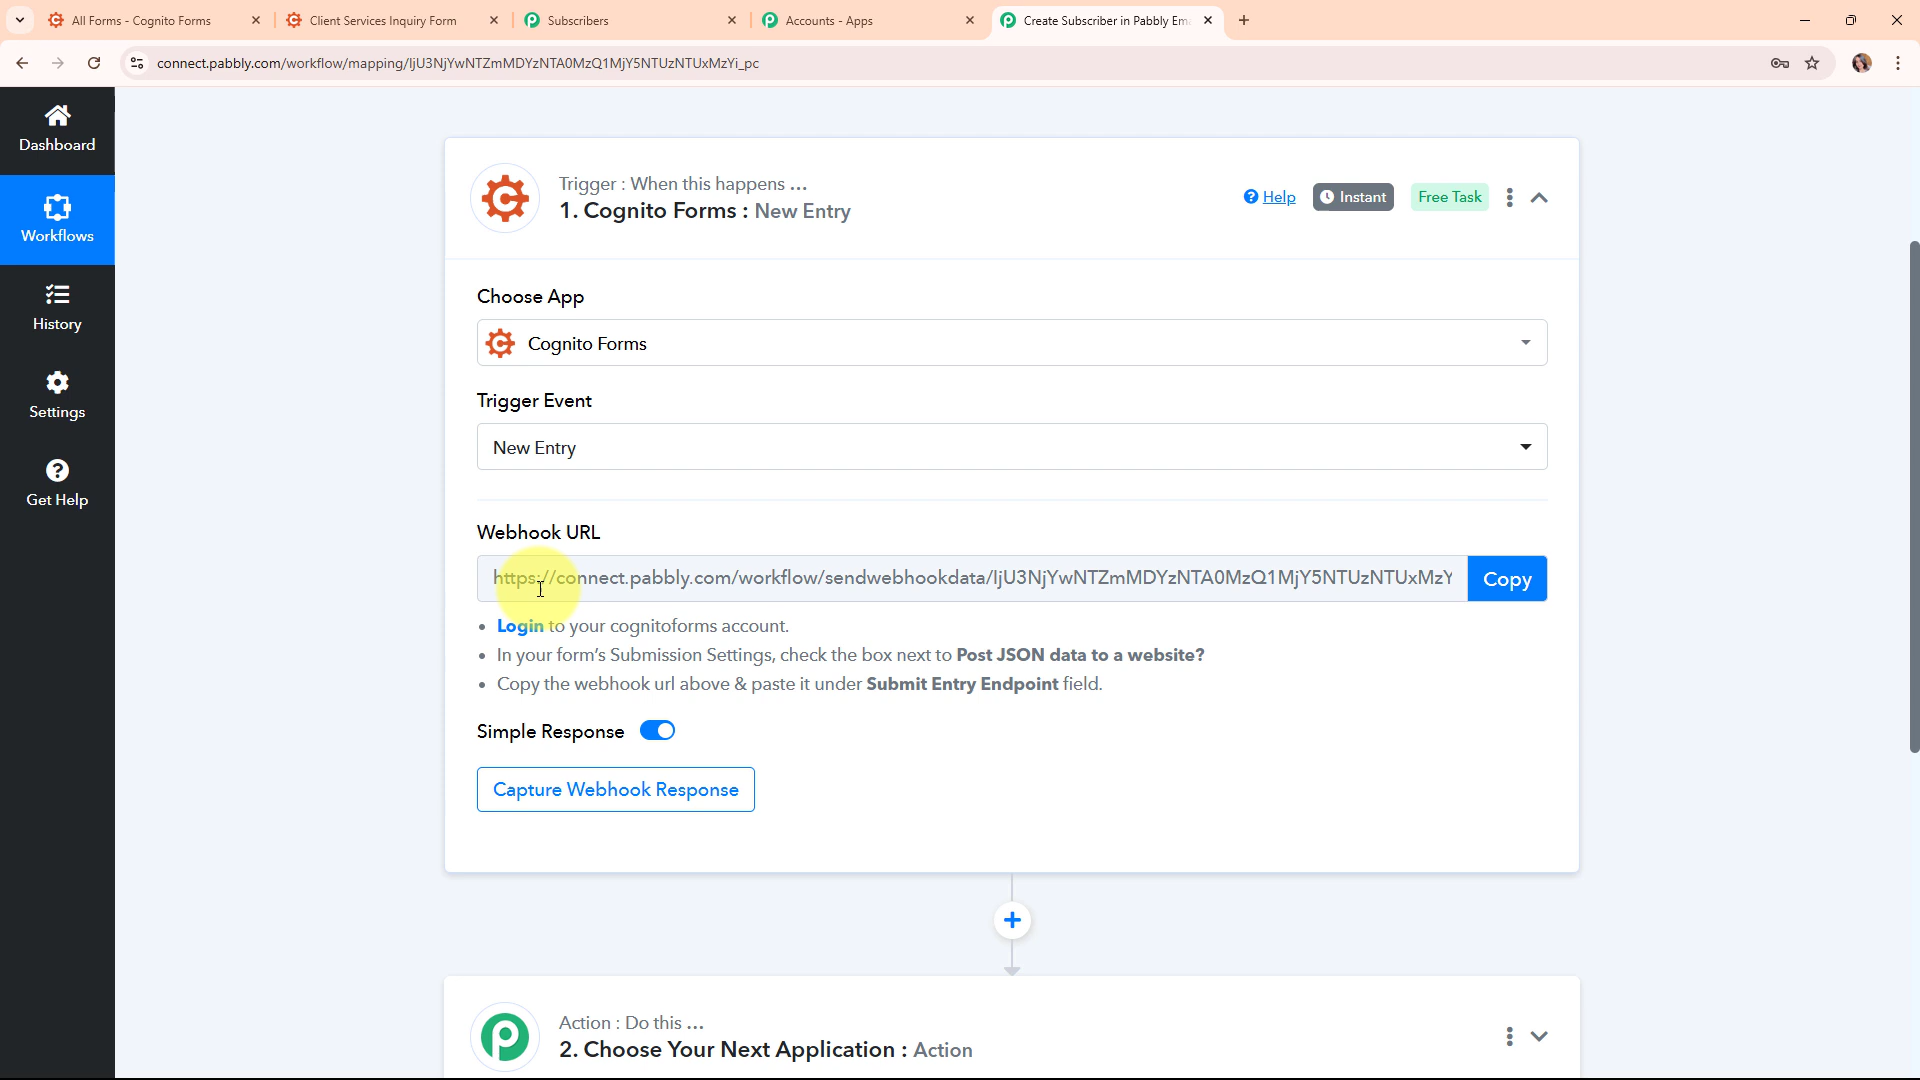 All Forms - Cognito Forms
Client Services Inquiry Form
Subscribers
Accounts - Apps
Create Subscriber in Pabbly Em
connect.pabbly.com/workflow/mapping/IjU3NjYwNTZmMDYzNTA0MzQ1MjY5NTUzNTUxMzYi_pc
Dashboard
Workflows
History
Settings
Get Help
Trigger : When this happens ...
1. Cognito Forms : New Entry
Help
Instant
Free Task
Choose App
Cognito Forms
Trigger Event
New Entry
Webhook URL
https://connect.pabbly.com/workflow/sendwebhookdata/IjU3NjYwNTZmMDYzNTA0MzQ1MjY5NTUzNTUxMzY
Copy
• Login to your cognitoforms account.
• In your form's Submission Settings, check the box next to Post JSON data to a website?
• Copy the webhook url above & paste it under Submit Entry Endpoint field.
Simple Response
Capture Webhook Response
Action : Do this ...
2. Choose Your Next Application : Action